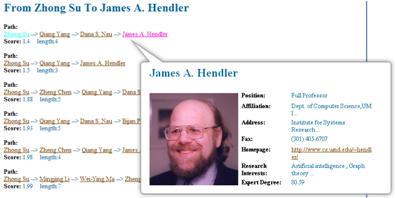 From Zhong Su To James A. Hendler
Path:
Zhong Su --> Qiang Yang --> Dana S. Nau --> James A. Hendler
Score: 1.4 length:4
Path:
Zhong Su --> Qiang Yang --> James A. Hendler
Score: 1.5 length:3
Path:
Zhong Su --> Zheng Chen --> Qiang Yang --> Dana S.
Score: 1.88 length:5
Path:
Zhong Su --> Qiang Yang --> Dana S. Nau --> Bijan P
Score: 1.93 length:5
Path:
Zhong Su --> Zheng Chen --> Qiang Yang --> James
Score: 1.98 length:4
Path:
Zhong Su --> Mingjing Li --> Wei-Ying Ma --> Zheng
Score: 1.99 length:7
James A. Hendler
Position: Full Professor
Affiliation: Dept. of Computer Science,UM
I...
Address: Institute for Systems
Research...
Fax: (301) 405-6707
Homepage: http://www.cs.umd.edu/~hendl
er/
Research Interests: Artificial intelligence , Graph
theory ...
Expert Degree: 80.59